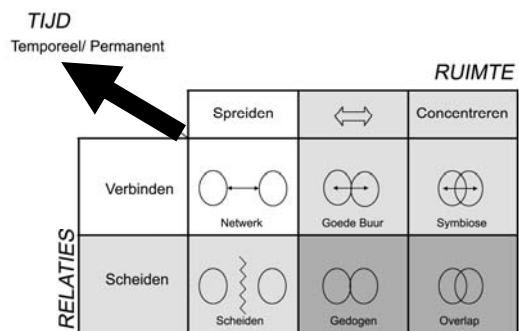 TIJD
Temporeel/ Permanent
RUIMTE
Spreiden
Concentreren
Verbinden
Netwerk
Goede Buur
Symbiose
RELATIES
Scheiden
Scheiden
Gedogen
Overlap